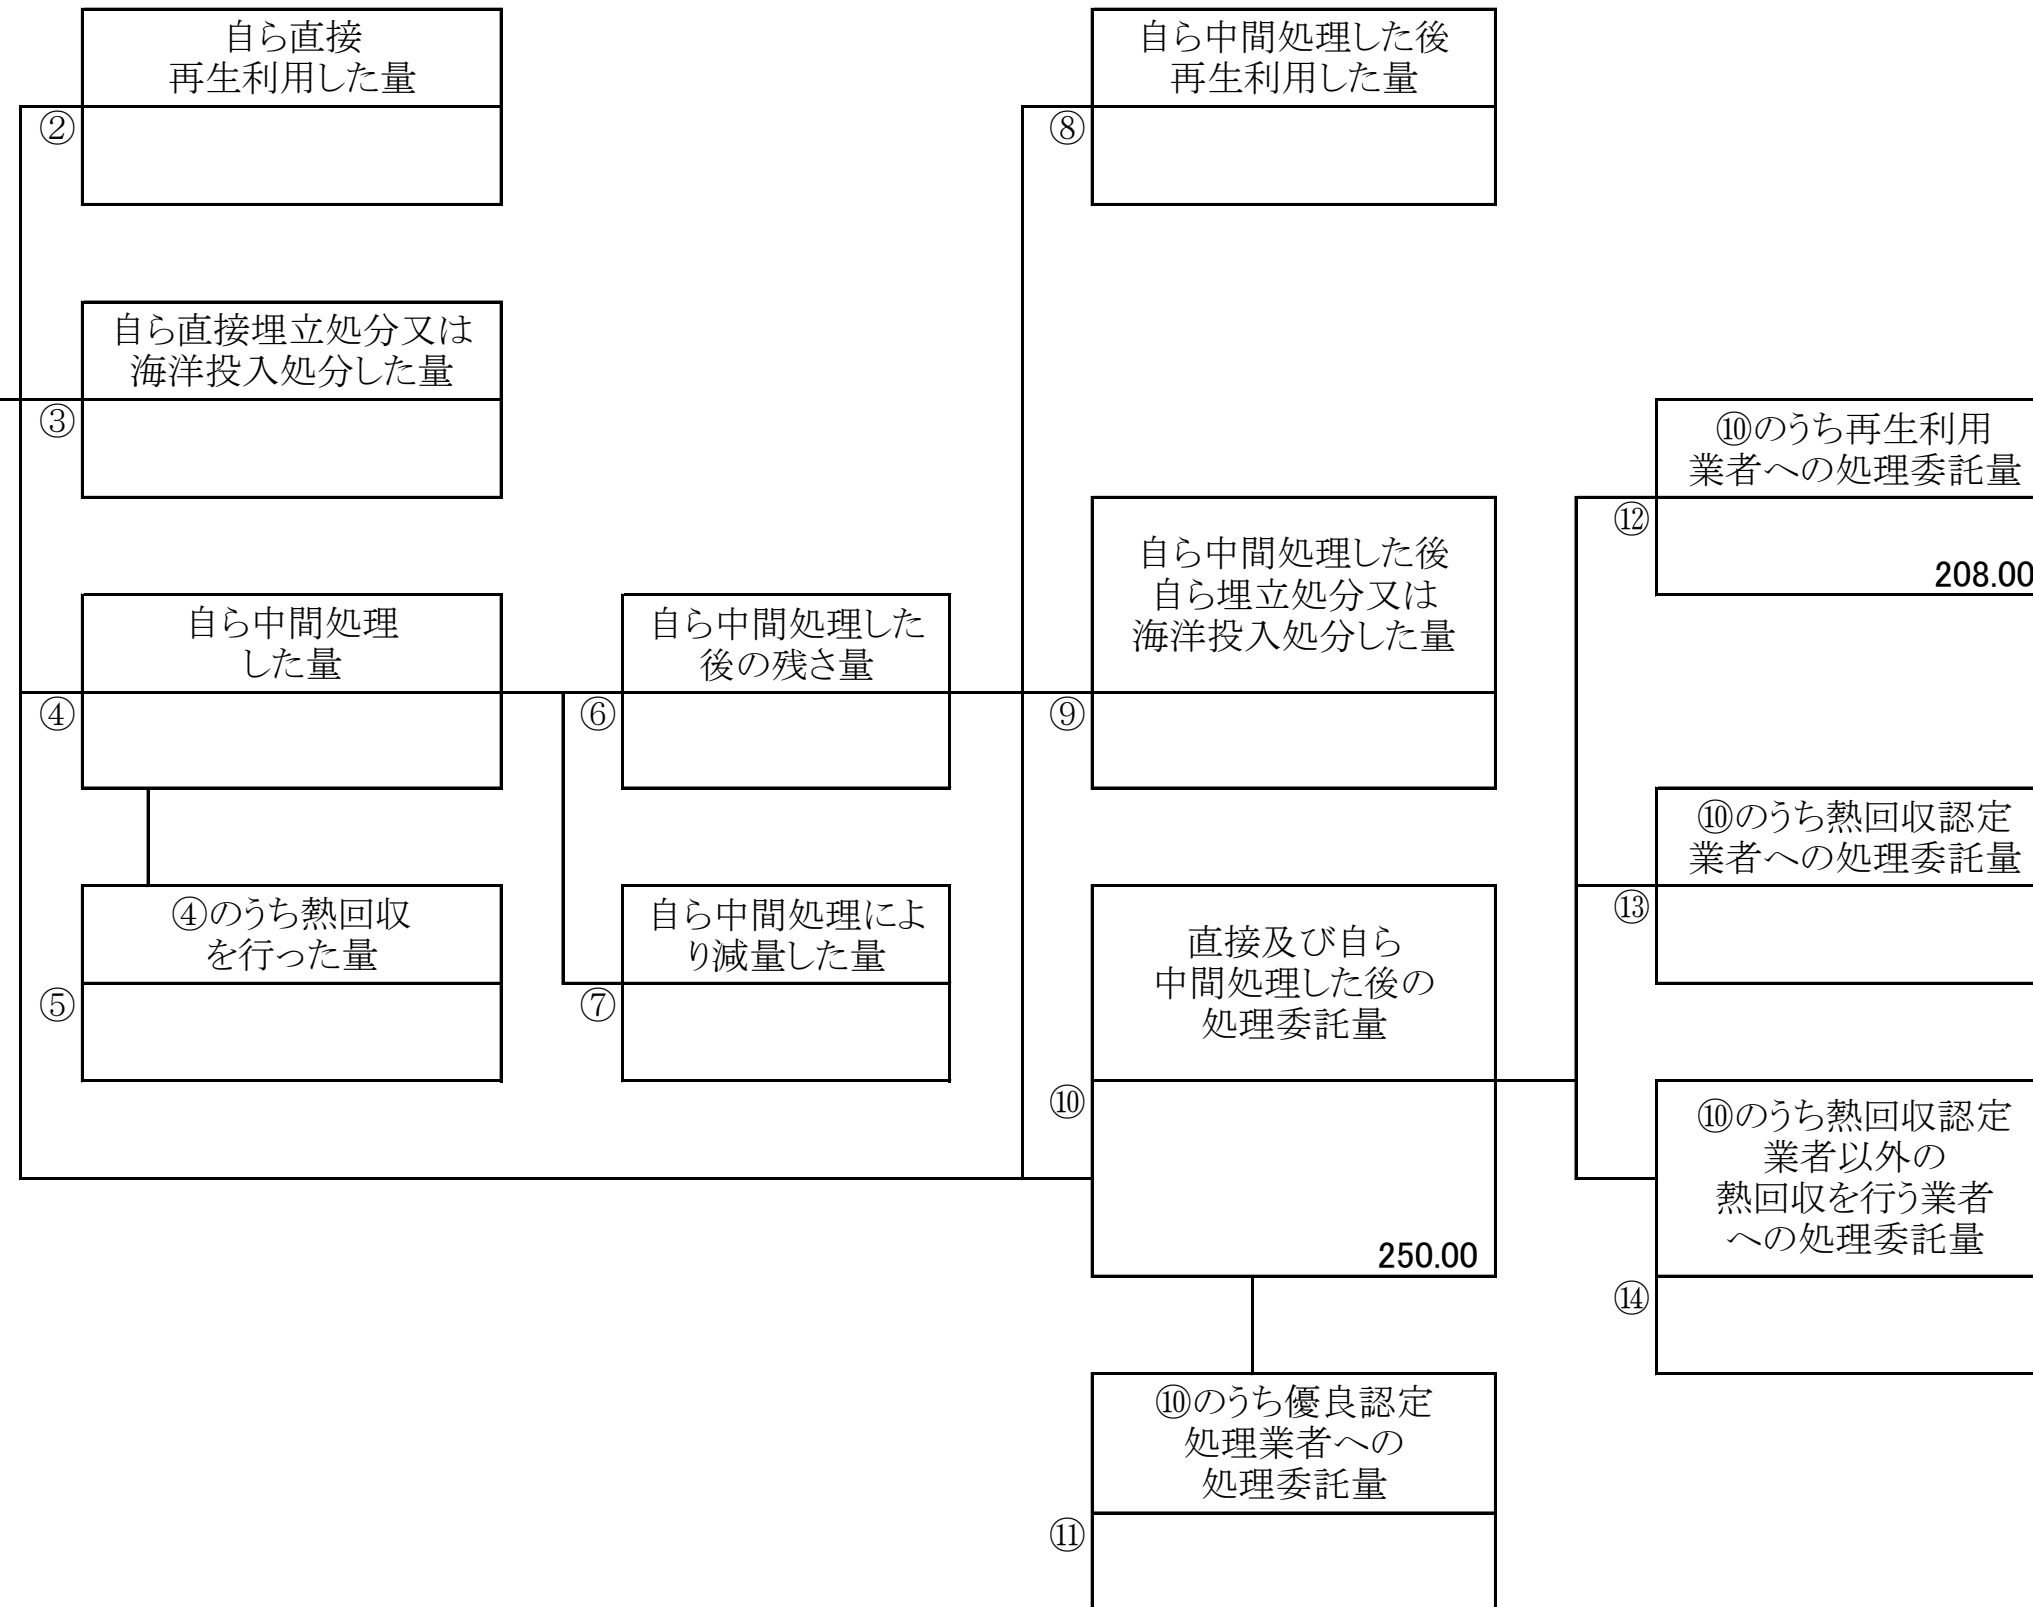 自ら直接
再生利用した量
②
自ら中間処理した後
再生利用した量
⑧
自ら直接埋立処分又は
海洋投入処分した量
③
⑩のうち再生利用
業者への処理委託量
⑫
208.00
自ら中間処理した後
自ら埋立処分又は
海洋投入処分した量
⑨
自ら中間処理
した量
④
自ら中間処理した
後の残さ量
⑥
⑩のうち熱回収認定
業者への処理委託量
⑬
④のうち熱回収
を行った量
⑤
自ら中間処理によ
り減量した量
⑦
直接及び自ら
中間処理した後の
処理委託量
⑩
250.00
⑩のうち熱回収認定
業者以外の
熱回収を行う業者
への処理委託量
⑭
⑩のうち優良認定
処理業者への
処理委託量
⑪